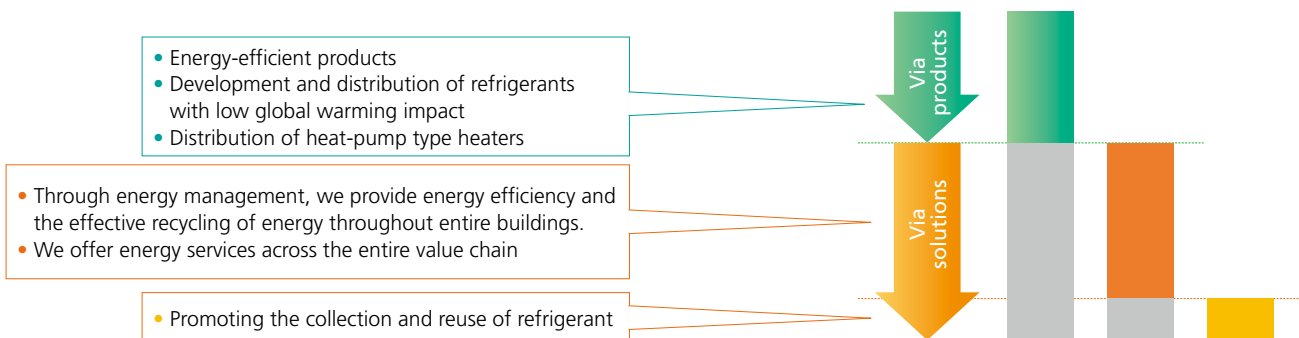 • Energy-efficient products
• Development and distribution of refrigerants
with low global warming impact
• Distribution of heat-pump type heaters
Via
products
• Through energy management, we provide energy efficiency and
the effective recycling of energy throughout entire buildings.
• We offer energy services across the entire value chain
Via
solutions
• Promoting the collection and reuse of refrigerant